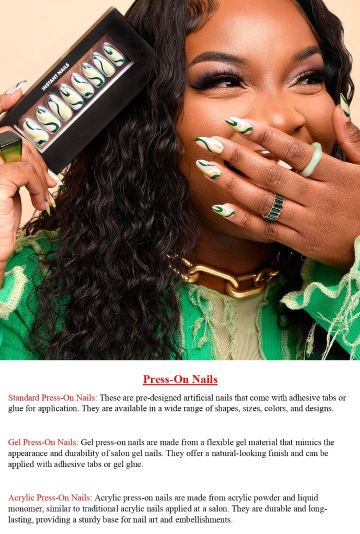 INSTANT NAILS
Press-On Nails
Standard Press-On Nails: These are pre-designed artificial nails that come with adhesive tabs or
glue for application. They are available in a wide range of shapes, sizes, colors, and designs.
Gel Press-On Nails: Gel press-on nails are made from a flexible gel material that mimics the
appearance and durability of salon gel nails. They offer a natural-looking finish and can be
applied with adhesive tabs or gel glue.
Acrylic Press-On Nails: Acrylic press-on nails are made from acrylic powder and liquid
monomer, similar to traditional acrylic nails applied at a salon. They are durable and long-
lasting, providing a sturdy base for nail art and embellishments.